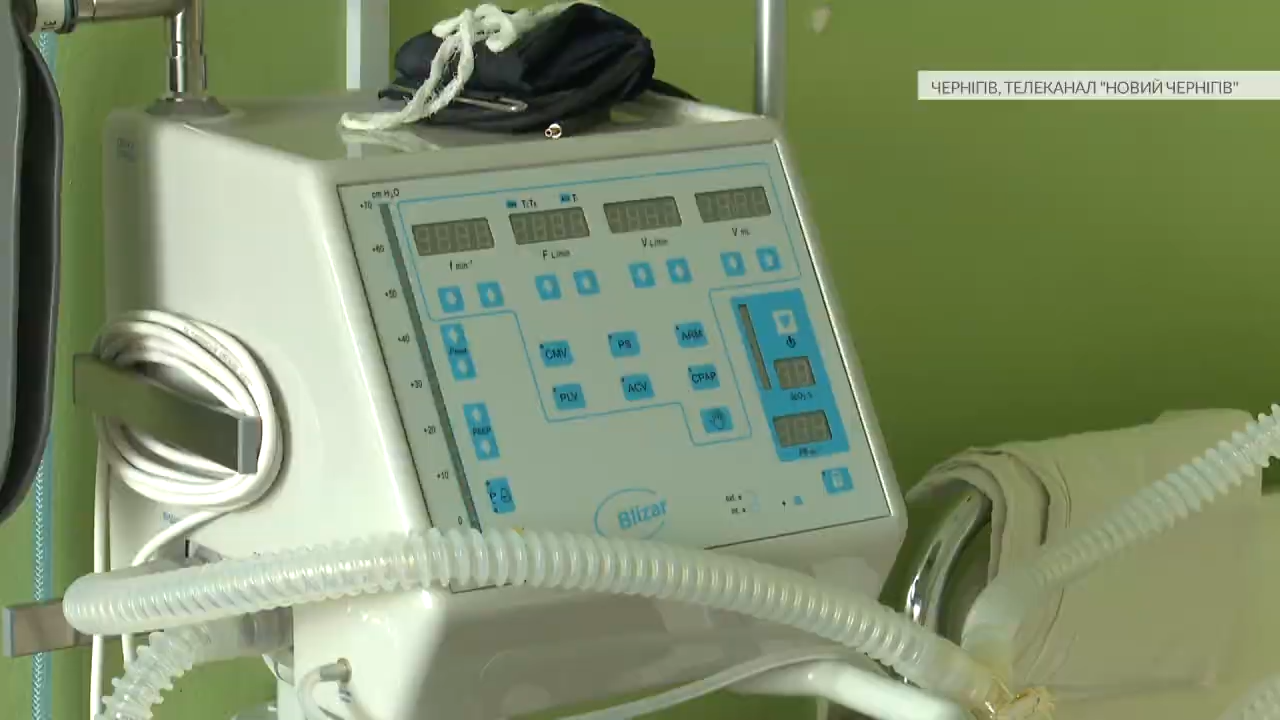 ЧЕРНІГІВ, ТЕЛЕКАНАЛ "НОВИЙ ЧЕРНІГІВ"
cm H₂O
+70
+60
+50
+40
+30
+20
+10
0
f min⁻¹
F L/min
V L/min
V mL
CMV
PS
ARM
PLV
ACV
CPAP
PEEP
Blizar